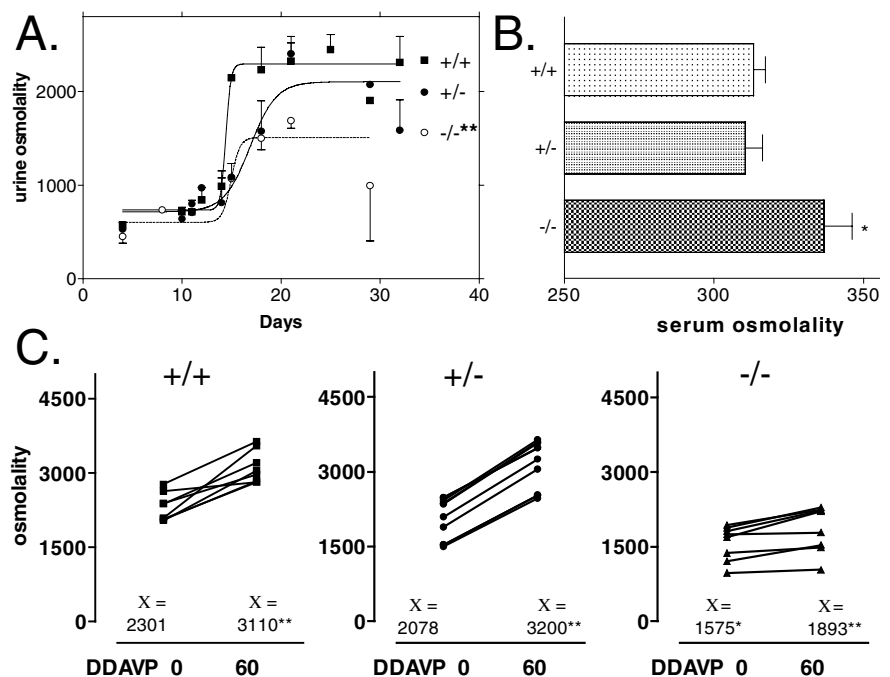 A.
urine osmolality
2000
1000
0
0 10 20 30 40
Days
+/+
+/-
-/-**
B.
+/+
+/-
-/-
*
250 300 350
serum osmolality
C.
osmolality
+/+
4500
3000
1500
0
X = X =
2301 3110**
DDAVP 0 60
+/-
4500
3000
1500
0
X = X =
2078 3200**
DDAVP 0 60
-/-
4500
3000
1500
0
X = X =
1575* 1893**
DDAVP 0 60